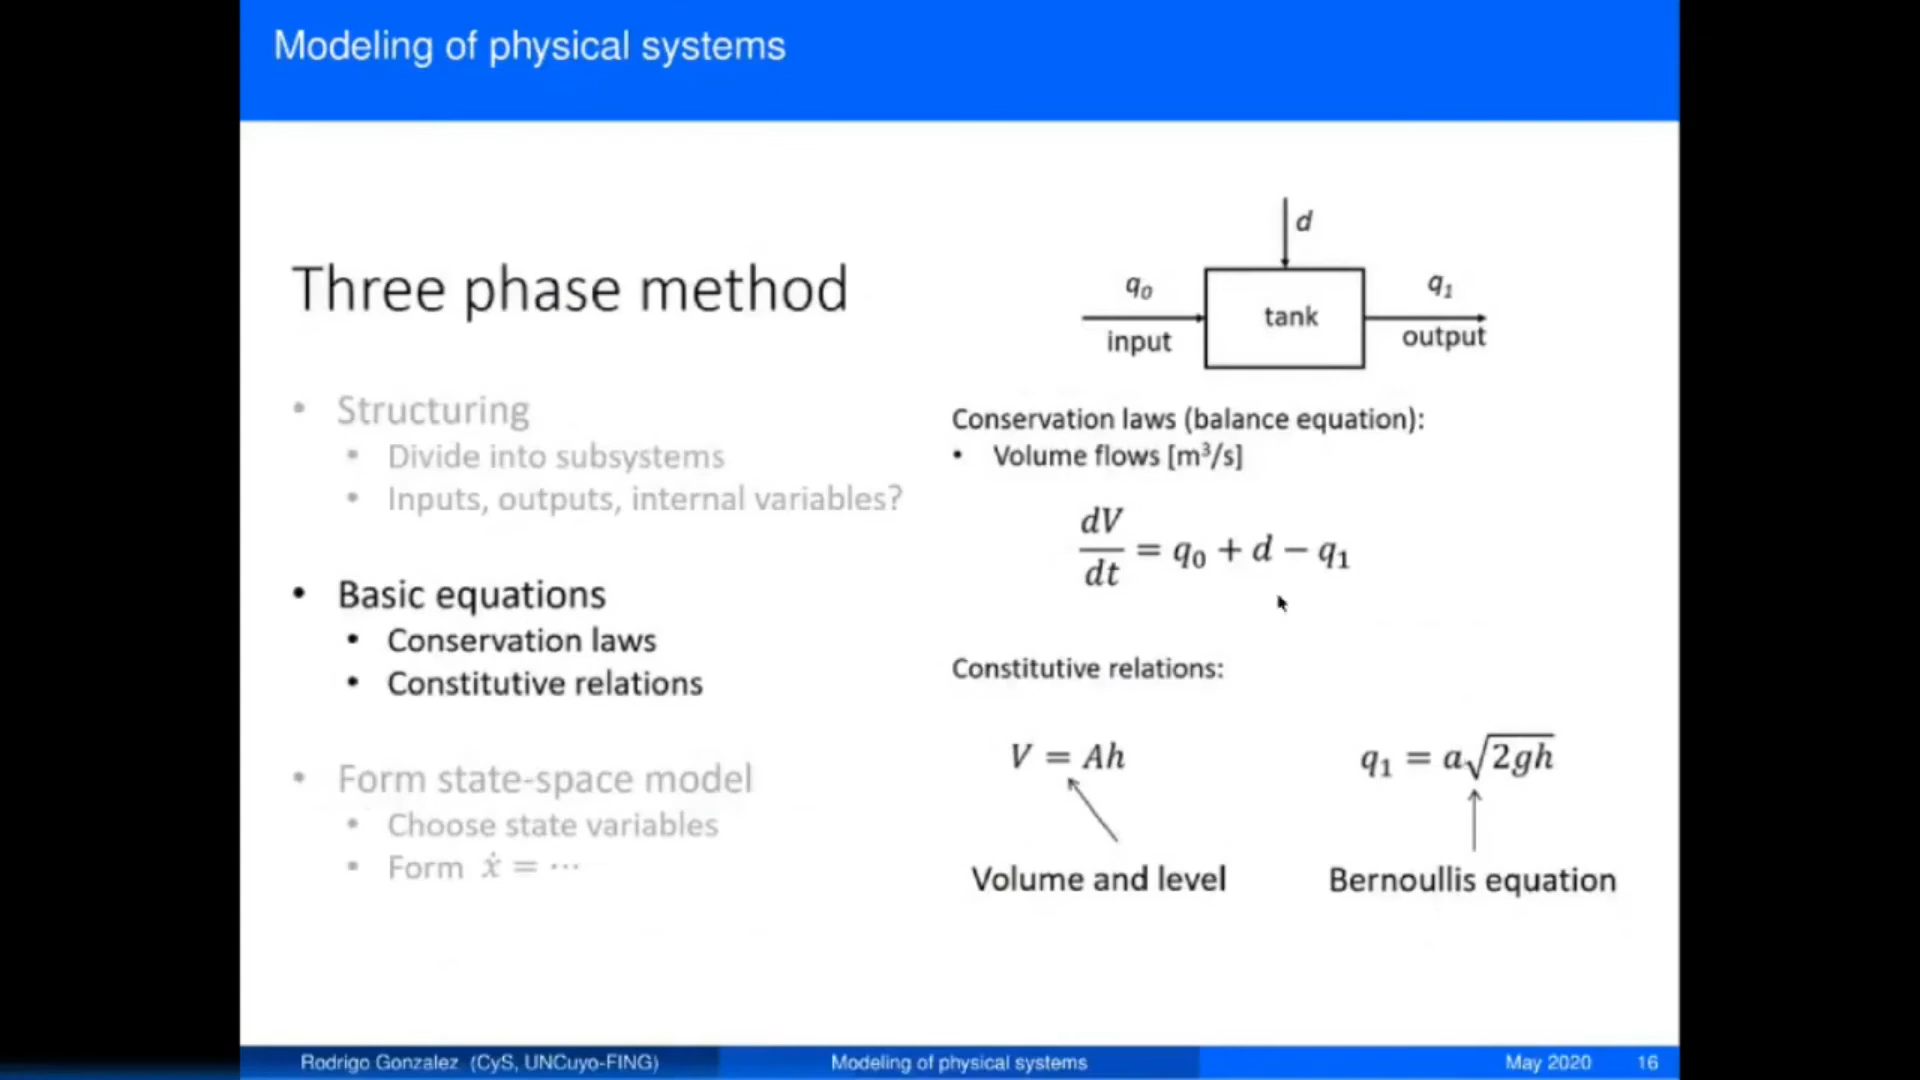 Modeling of physical systems
Three phase method
• Structuring
• Divide into subsystems
• Inputs, outputs, internal variables?
• Basic equations
• Conservation laws
• Constitutive relations
• Form state-space model
• Choose state variables
• Form ẋ = ⋯
d
q₀
input
tank
q₁
output
Conservation laws (balance equation):
• Volume flows [m³/s]
dV/dt = q₀ + d − q₁
Constitutive relations:
V = Ah
q₁ = a√2gh
Volume and level
Bernoullis equation
Rodrigo Gonzalez (CyS, UNCuyo-FING)
Modeling of physical systems
May 2020
16